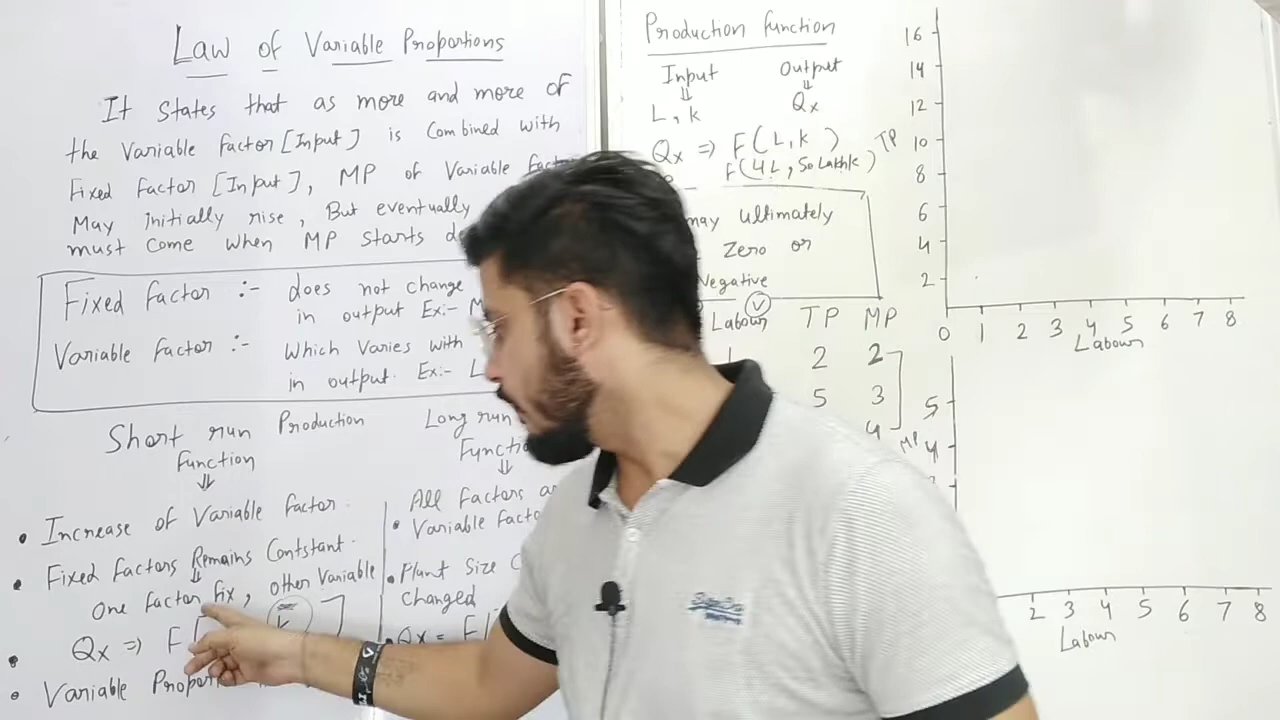 Law of Variable Proportions
It States that as more and more of
the Variable factor [Input] is Combined with
Fixed Factor [Input], MP of Variable Factor
May Initially rise, But eventually
must Come When MP Starts
Fixed factor :- does not change
in output Ex:- M
Variable factor :- Which Varies with
in output. Ex:- L
Short run Production
Function
• Increase of Variable factor.
• Fixed factors Remains Contstant.
One factor fix, other Variable
• Qx => F
• Variable
Long run
All factors
• Variable
• Plant Size
Changed
• Qx = F
Production function
Input Output
L, k Qx
Qx => F(L,k)
F(4L,
may ultimately
Zero or
Negative
Labour V TP MP
1 2 2
5 3
4
TP
16
14
12
10
8
6
4
2
0 1 2 3 4 5 6 7 8
Labour
MP
5
4
2 3 4 5 6 7 8
Labour